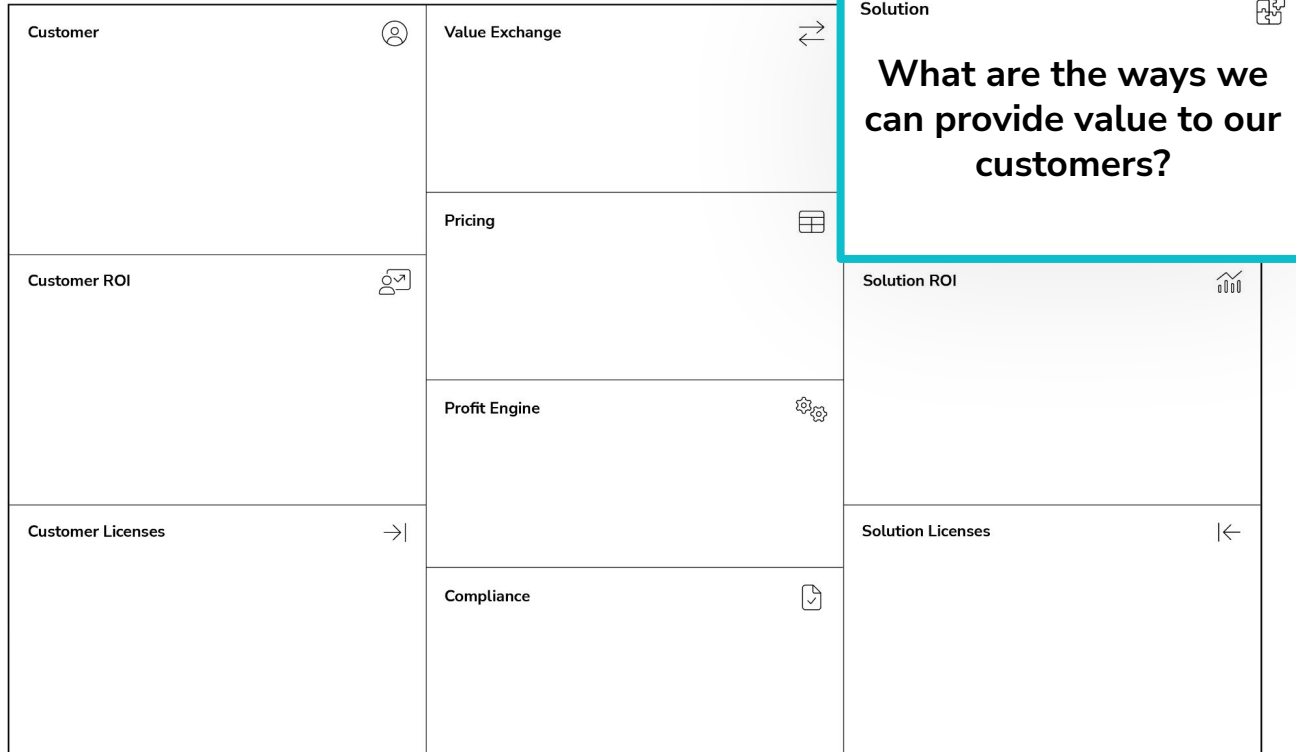 Customer
Value Exchange
Solution
What are the ways we
can provide value to our
customers?
Pricing
Customer ROI
Solution ROI
Profit Engine
Customer Licenses
Solution Licenses
Compliance